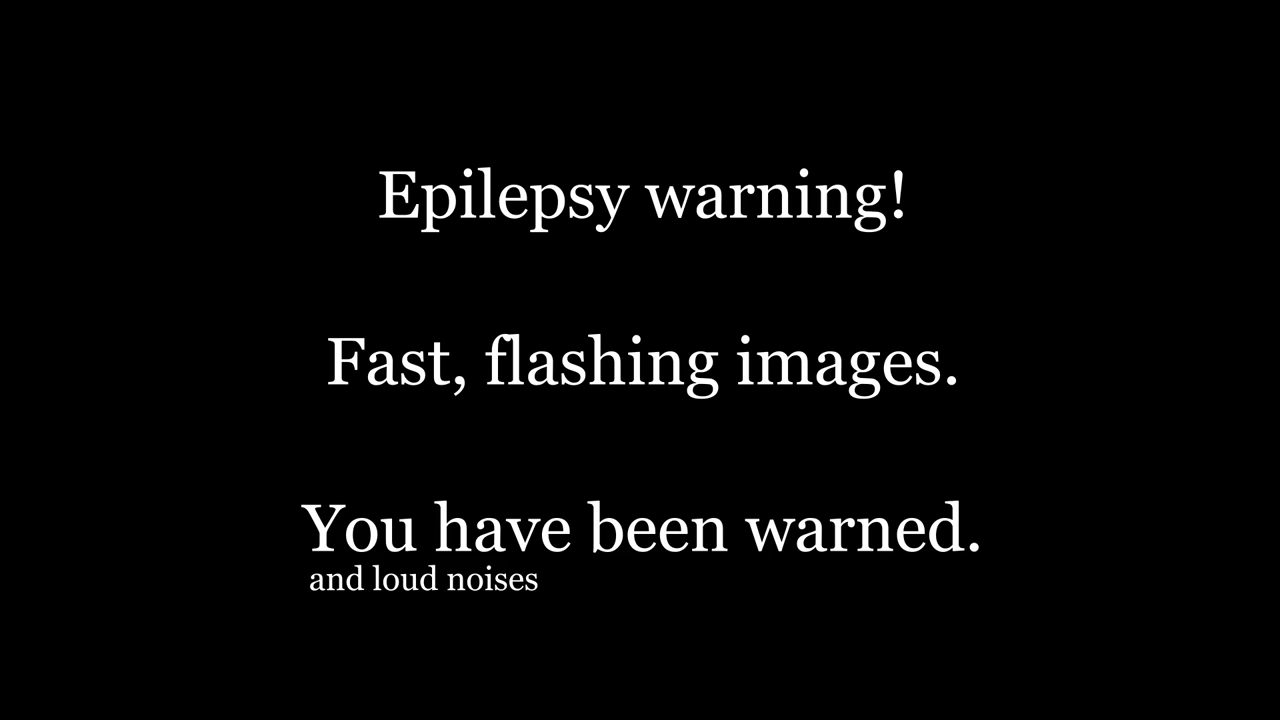 Epilepsy warning!
Fast, flashing images.
You have been warned.
and loud noises